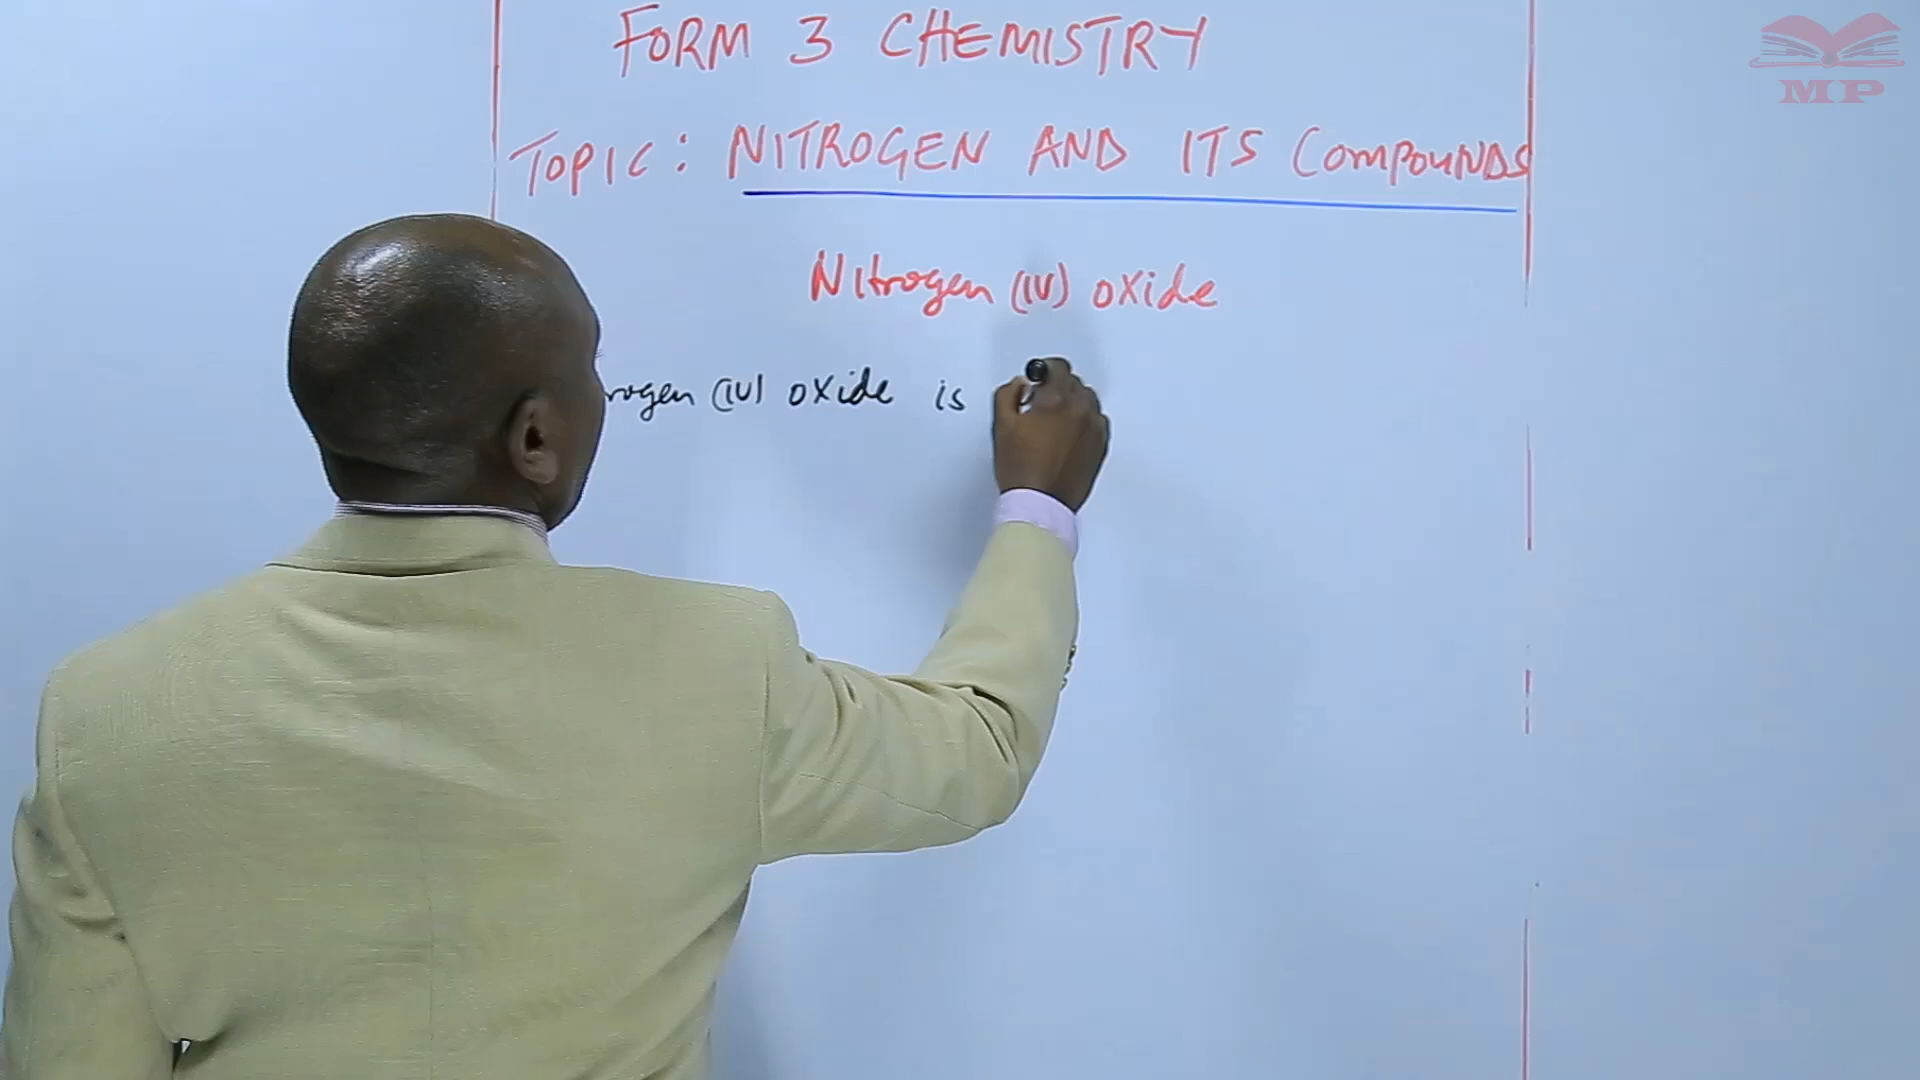 FORM 3 CHEMISTRY
MP
TOPIC: NITROGEN AND ITS COMPOUNDS
Nitrogen (IV) oxide
rogen (IV) oxide is